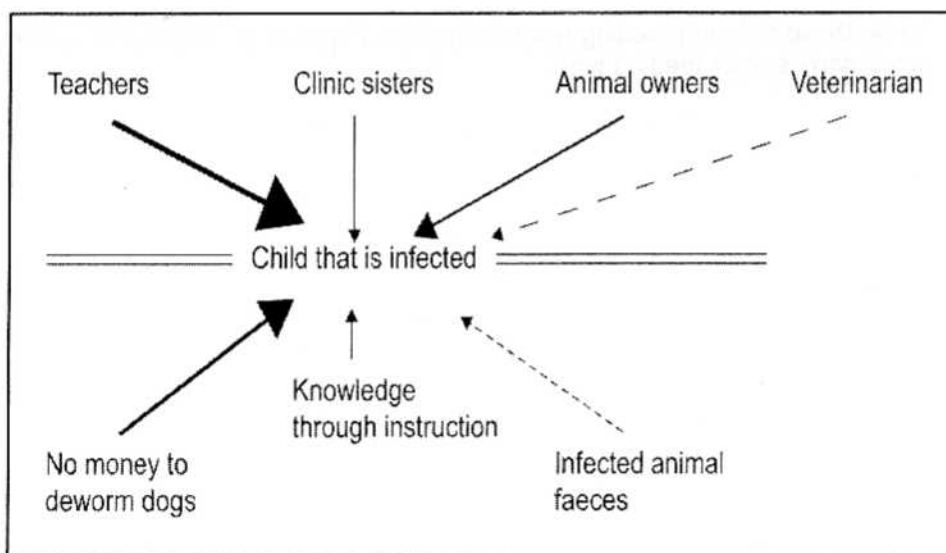 Teachers
Clinic sisters
Animal owners
Veterinarian
Child that is infected
Knowledge
through instruction
No money to
deworm dogs
Infected animal
faeces